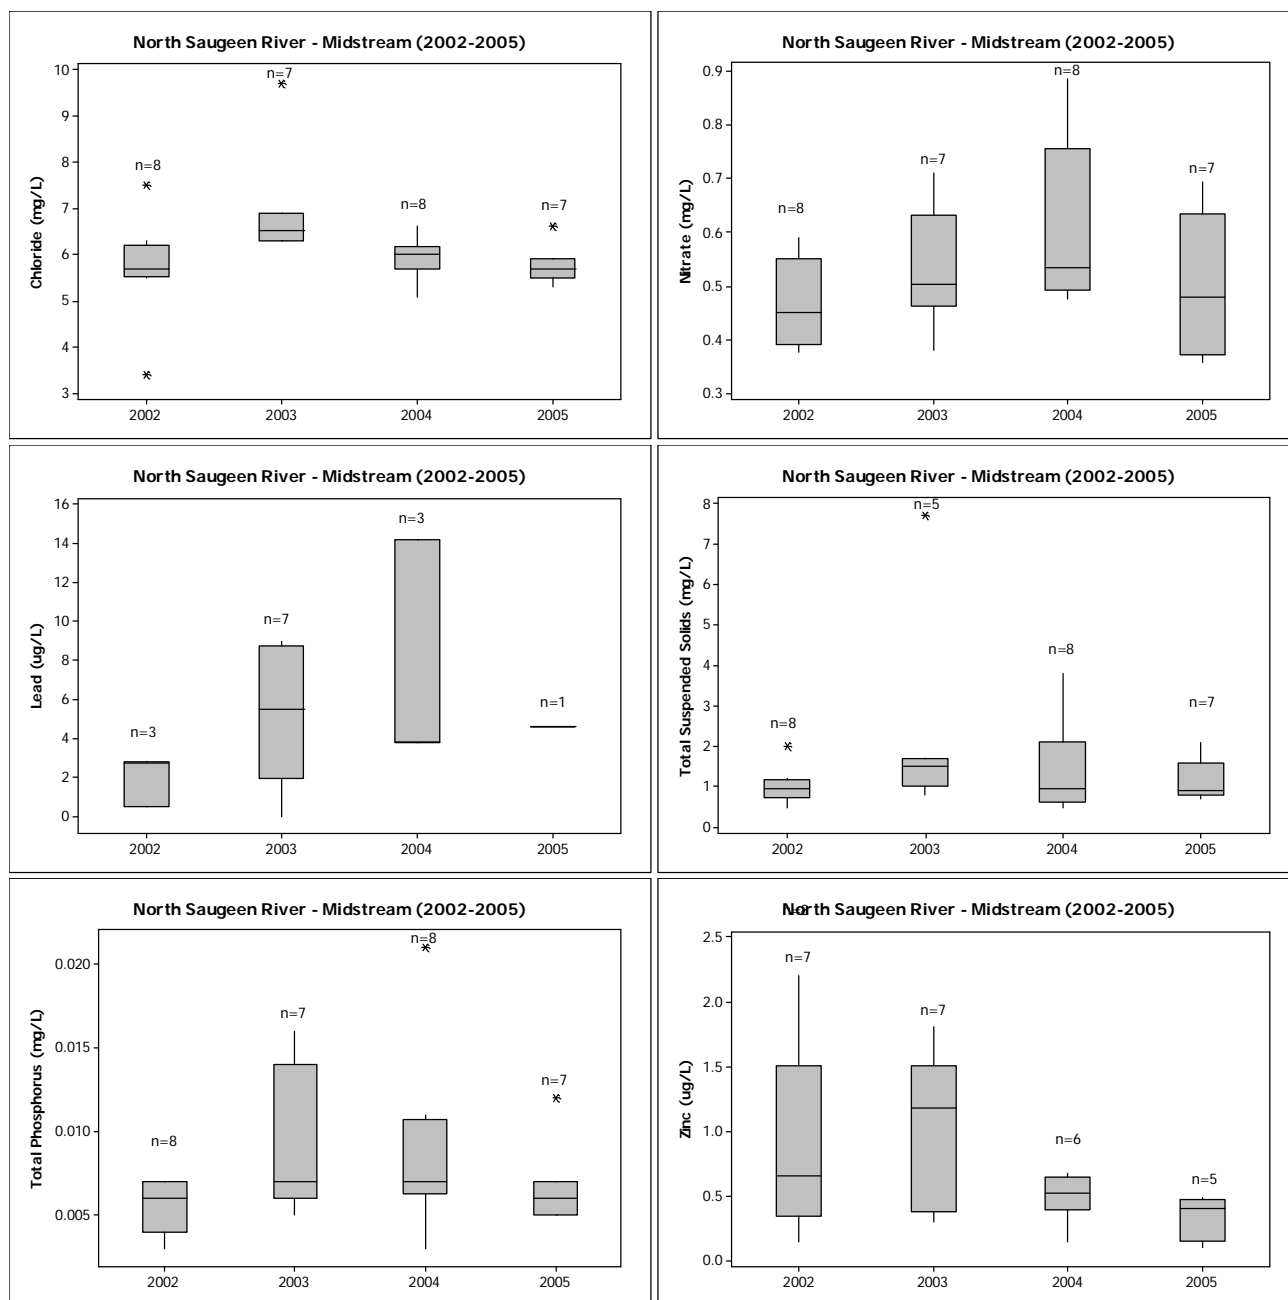 North Saugeen River - Midstream (2002-2005)
10
9
8
7
6
5
4
3
Chloride (mg/L)
n=8
n=7
n=8
n=7
2002
2003
2004
2005
North Saugeen River - Midstream (2002-2005)
0.9
0.8
0.7
0.6
0.5
0.4
0.3
Nitrate (mg/L)
n=8
n=7
n=8
n=7
2002
2003
2004
2005
North Saugeen River - Midstream (2002-2005)
16
14
12
10
8
6
4
2
0
Lead (ug/L)
n=3
n=7
n=3
n=1
2002
2003
2004
2005
North Saugeen River - Midstream (2002-2005)
8
7
6
5
4
3
2
1
0
Total Suspended Solids (mg/L)
n=8
n=5
n=8
n=7
2002
2003
2004
2005
North Saugeen River - Midstream (2002-2005)
0.020
0.015
0.010
0.005
Total Phosphorus (mg/L)
n=8
n=7
n=8
n=7
2002
2003
2004
2005
North Saugeen River - Midstream (2002-2005)
2.5
2.0
1.5
1.0
0.5
0.0
Zinc (ug/L)
n=7
n=7
n=6
n=5
2002
2003
2004
2005